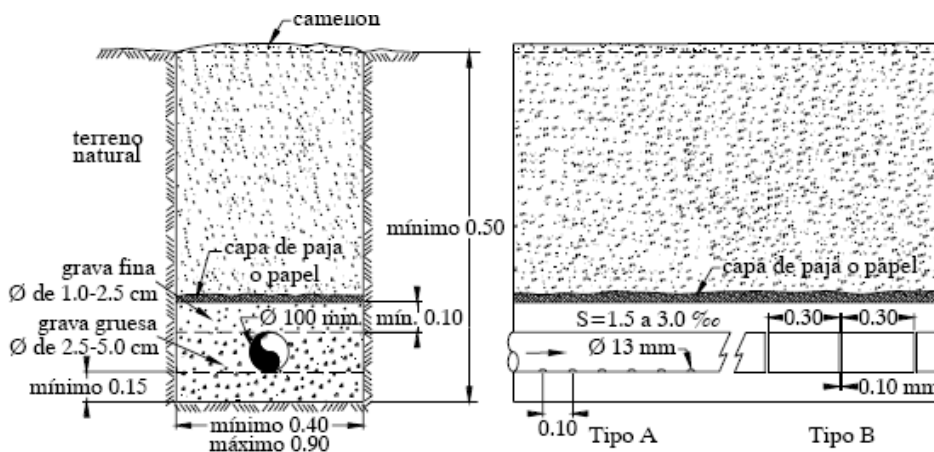 camellón
terreno
natural
mínimo 0.50
capa de paja
o papel
grava fina
Ø de 1.0-2.5 cm
grava gruesa
Ø de 2.5-5.0 cm
Ø 100 mm
mín. 0.10
mínimo 0.15
mínimo 0.40
máximo 0.90
capa de paja o papel
S=1.5 a 3.0 ‰
0.30
0.30
Ø 13 mm
0.10 mm
0.10
Tipo A
Tipo B